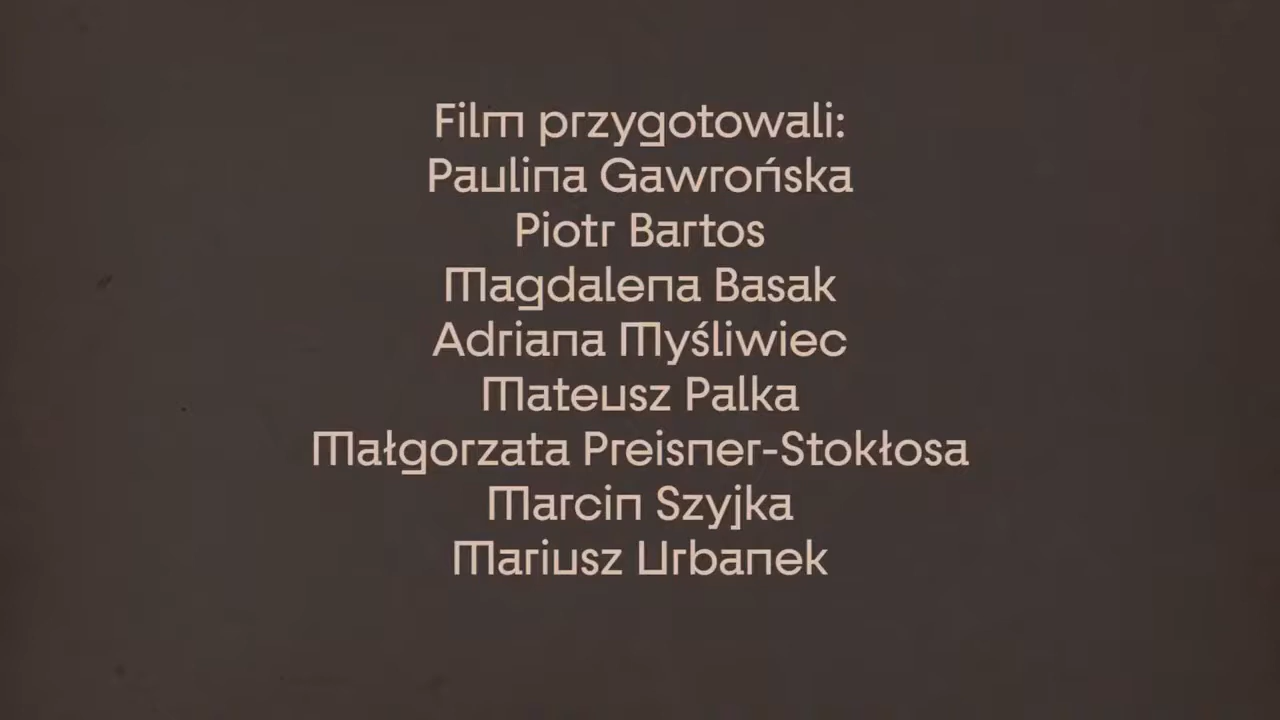 Film przygotowali:
Paulina Gawrońska
Piotr Bartos
Magdalena Basak
Adriana Myśliwiec
Mateusz Palka
Małgorzata Preisner-Stokłosa
Marcin Szyjka
Mariusz Urbanek